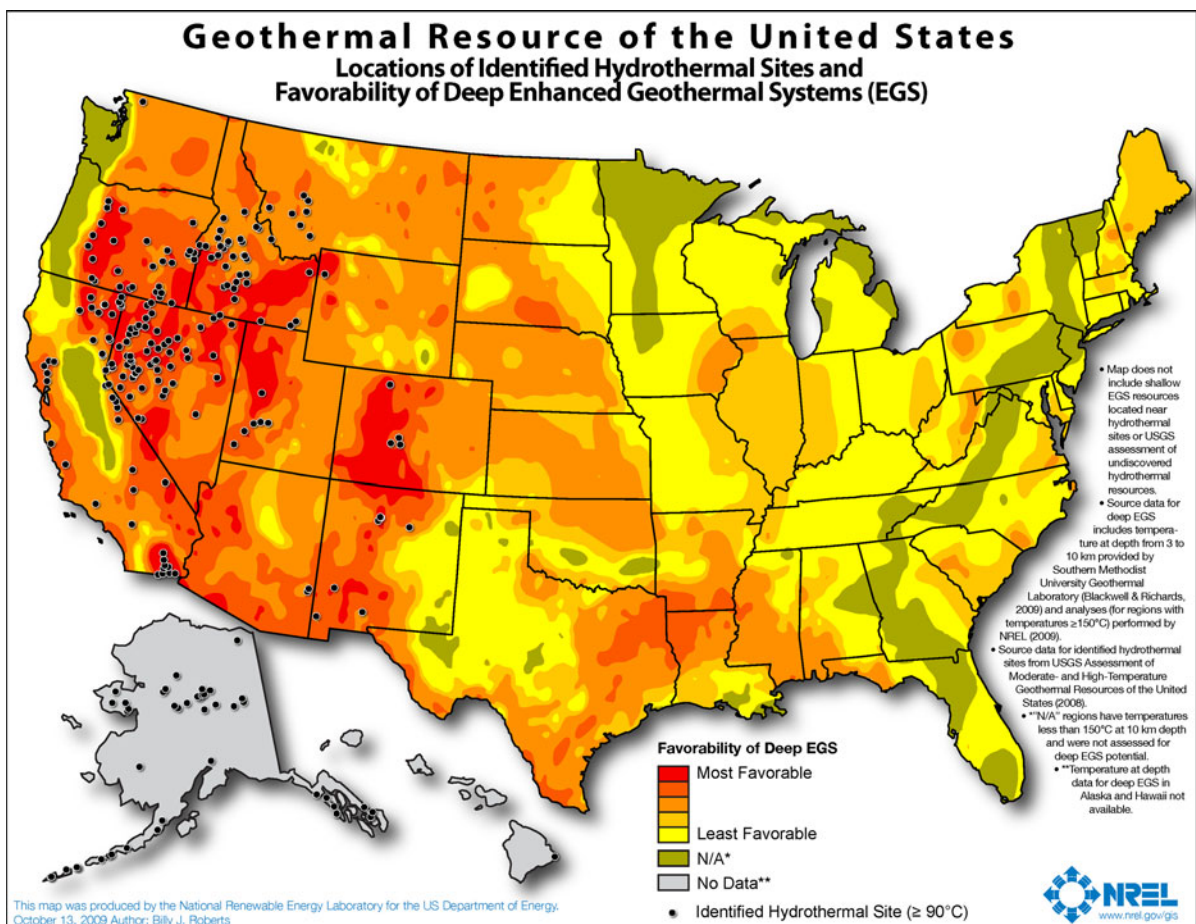 Geothermal Resource of the United States
Locations of Identified Hydrothermal Sites and
Favorability of Deep Enhanced Geothermal Systems (EGS)
• Map does not
include shallow
EGS resources
located near
hydrothermal
sites or USGS
assessment of
undiscovered
hydrothermal
resources.
• Source data for
deep EGS
includes tempera-
ture at depth from 3 to
10 km provided by
Southern Methodist
University Geothermal
Laboratory (Blackwell & Richards,
2009) and analyses (for regions with
temperatures ≥150°C) performed by
NREL (2009).
• Source data for identified hydrothermal
sites from USGS Assessment of
Moderate- and High-Temperature
Geothermal Resources of the United
States (2008).
• *"N/A" regions have temperatures
less than 150°C at 10 km depth
and were not assessed for
deep EGS potential.
• **Temperature at depth
data for deep EGS in
Alaska and Hawaii not
available.
Favorability of Deep EGS
Most Favorable
Least Favorable
N/A*
No Data**
Identified Hydrothermal Site (≥ 90°C)
This map was produced by the National Renewable Energy Laboratory for the US Department of Energy.
October 13, 2009 Author: Billy J. Roberts
NREL
www.nrel.gov/gis